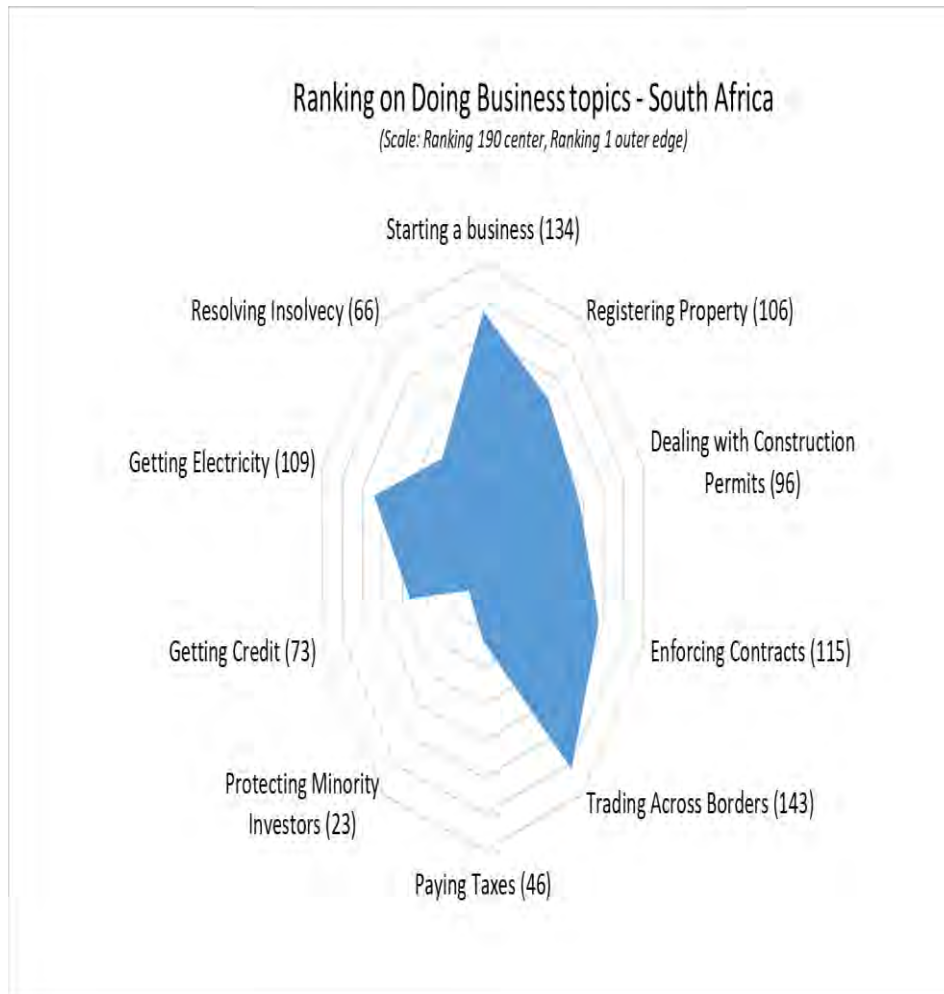 Ranking on Doing Business topics - South Africa
(Scale: Ranking 190 center, Ranking 1 outer edge)
Starting a business (134)
Resolving Insolvecy (66)
Registering Property (106)
Getting Electricity (109)
Dealing with Construction
Permits (96)
Getting Credit (73)
Enforcing Contracts (115)
Protecting Minority
Investors (23)
Trading Across Borders (143)
Paying Taxes (46)